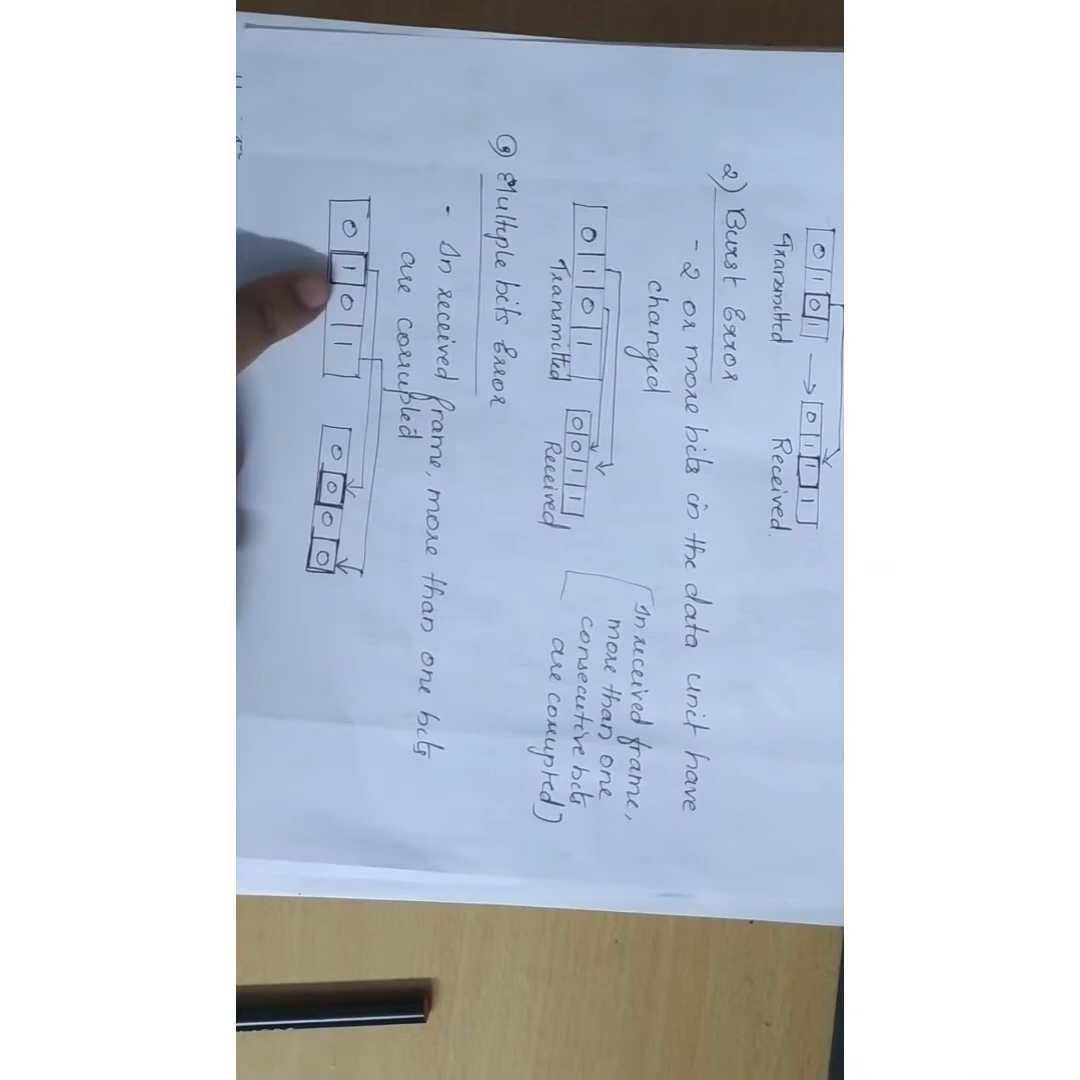 0 1 0 1 → 0 1 1 1
Transmitted Received.
2) Burst Error
- 2 or more bits in the data unit have
changed
0 1 0 1 0 0 1 1
Transmitted Received
[In received frame,
more than one
consecutive bits
are corrupted]
3) Multiple bits Error
• In received frame, more than one bits
are corrupted
0 1 0 1 0 0 0 0